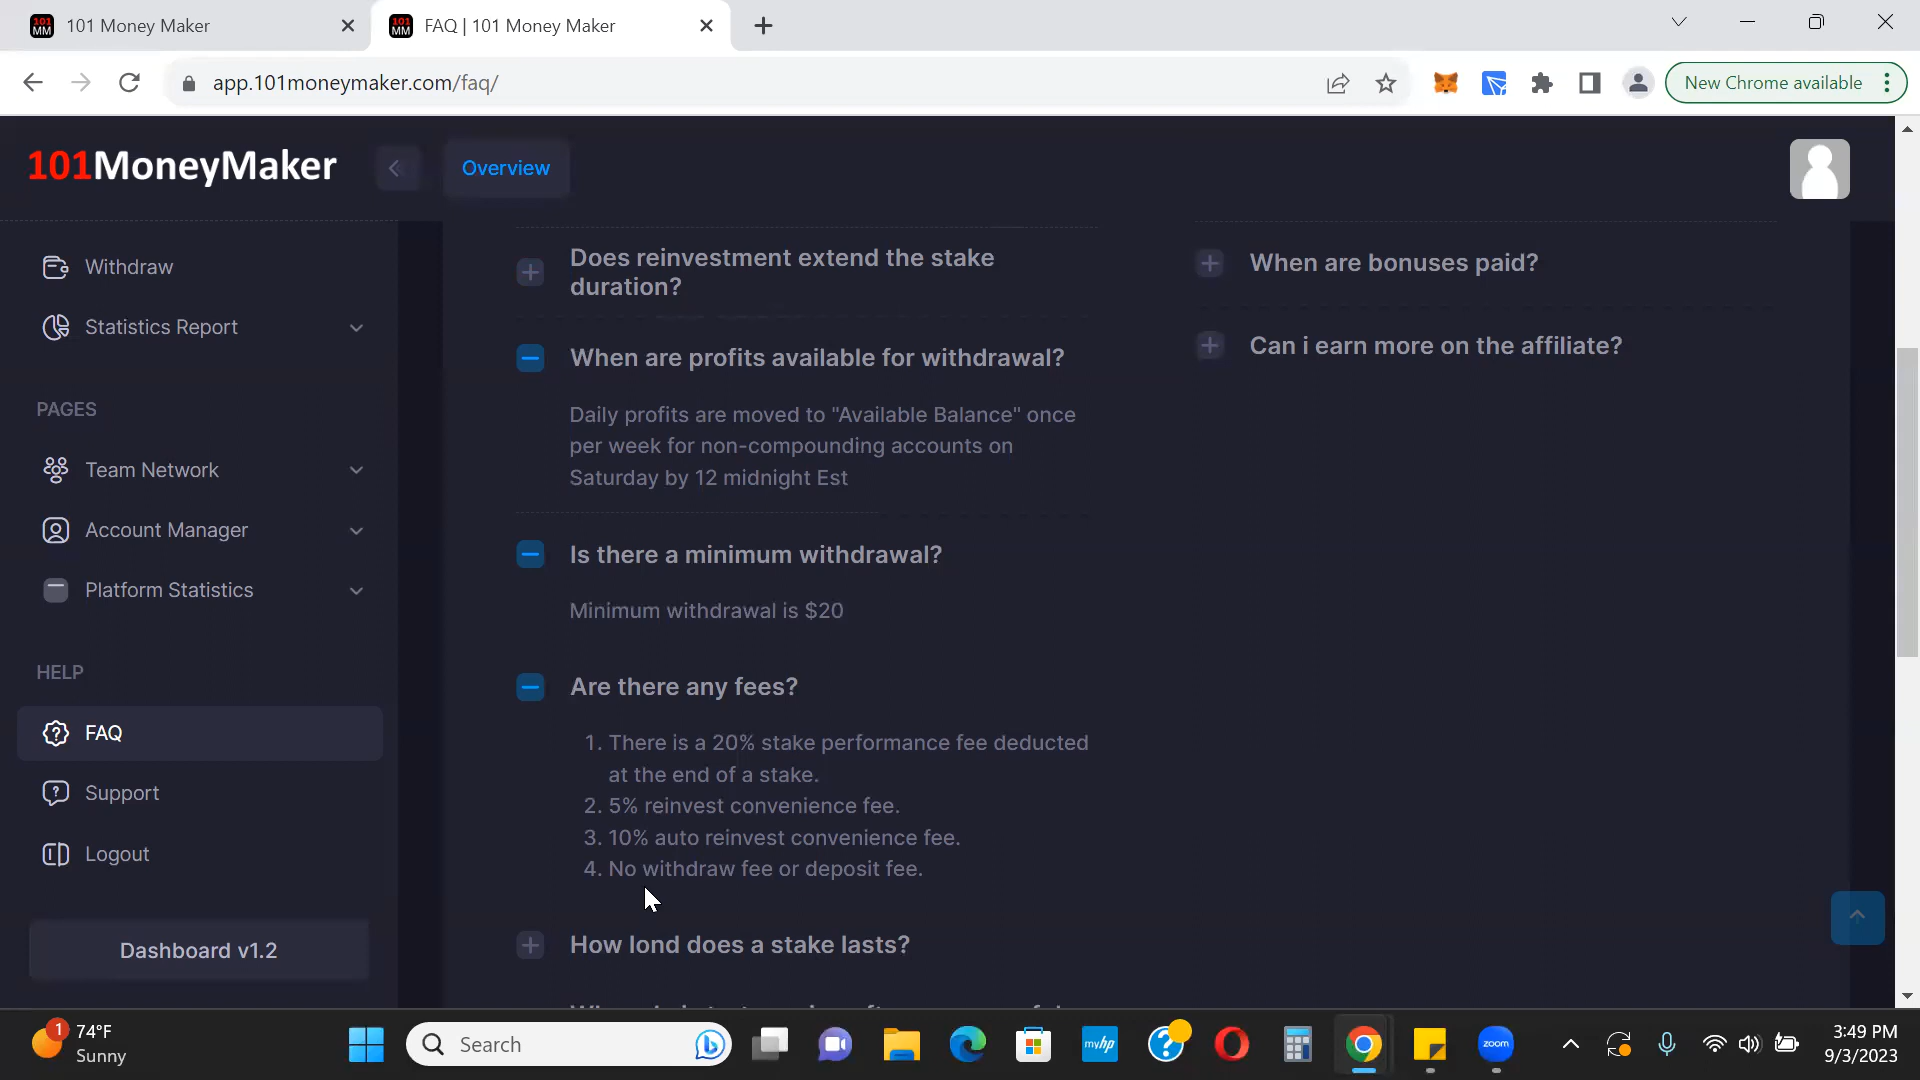 101 Money Maker
FAQ | 101 Money Maker
app.101moneymaker.com/faq/
New Chrome available
101MoneyMaker
Overview
Withdraw
Statistics Report
PAGES
Team Network
Account Manager
Platform Statistics
HELP
FAQ
Support
Logout
Dashboard v1.2
Does reinvestment extend the stake
duration?
When are profits available for withdrawal?
Daily profits are moved to "Available Balance" once
per week for non-compounding accounts on
Saturday by 12 midnight Est
Is there a minimum withdrawal?
Minimum withdrawal is $20
Are there any fees?
1. There is a 20% stake performance fee deducted
at the end of a stake.
2. 5% reinvest convenience fee.
3. 10% auto reinvest convenience fee.
4. No withdraw fee or deposit fee.
How lond does a stake lasts?
When are bonuses paid?
Can i earn more on the affiliate?
1
74°F
Sunny
Search
myhp
zoom
3:49 PM
9/3/2023